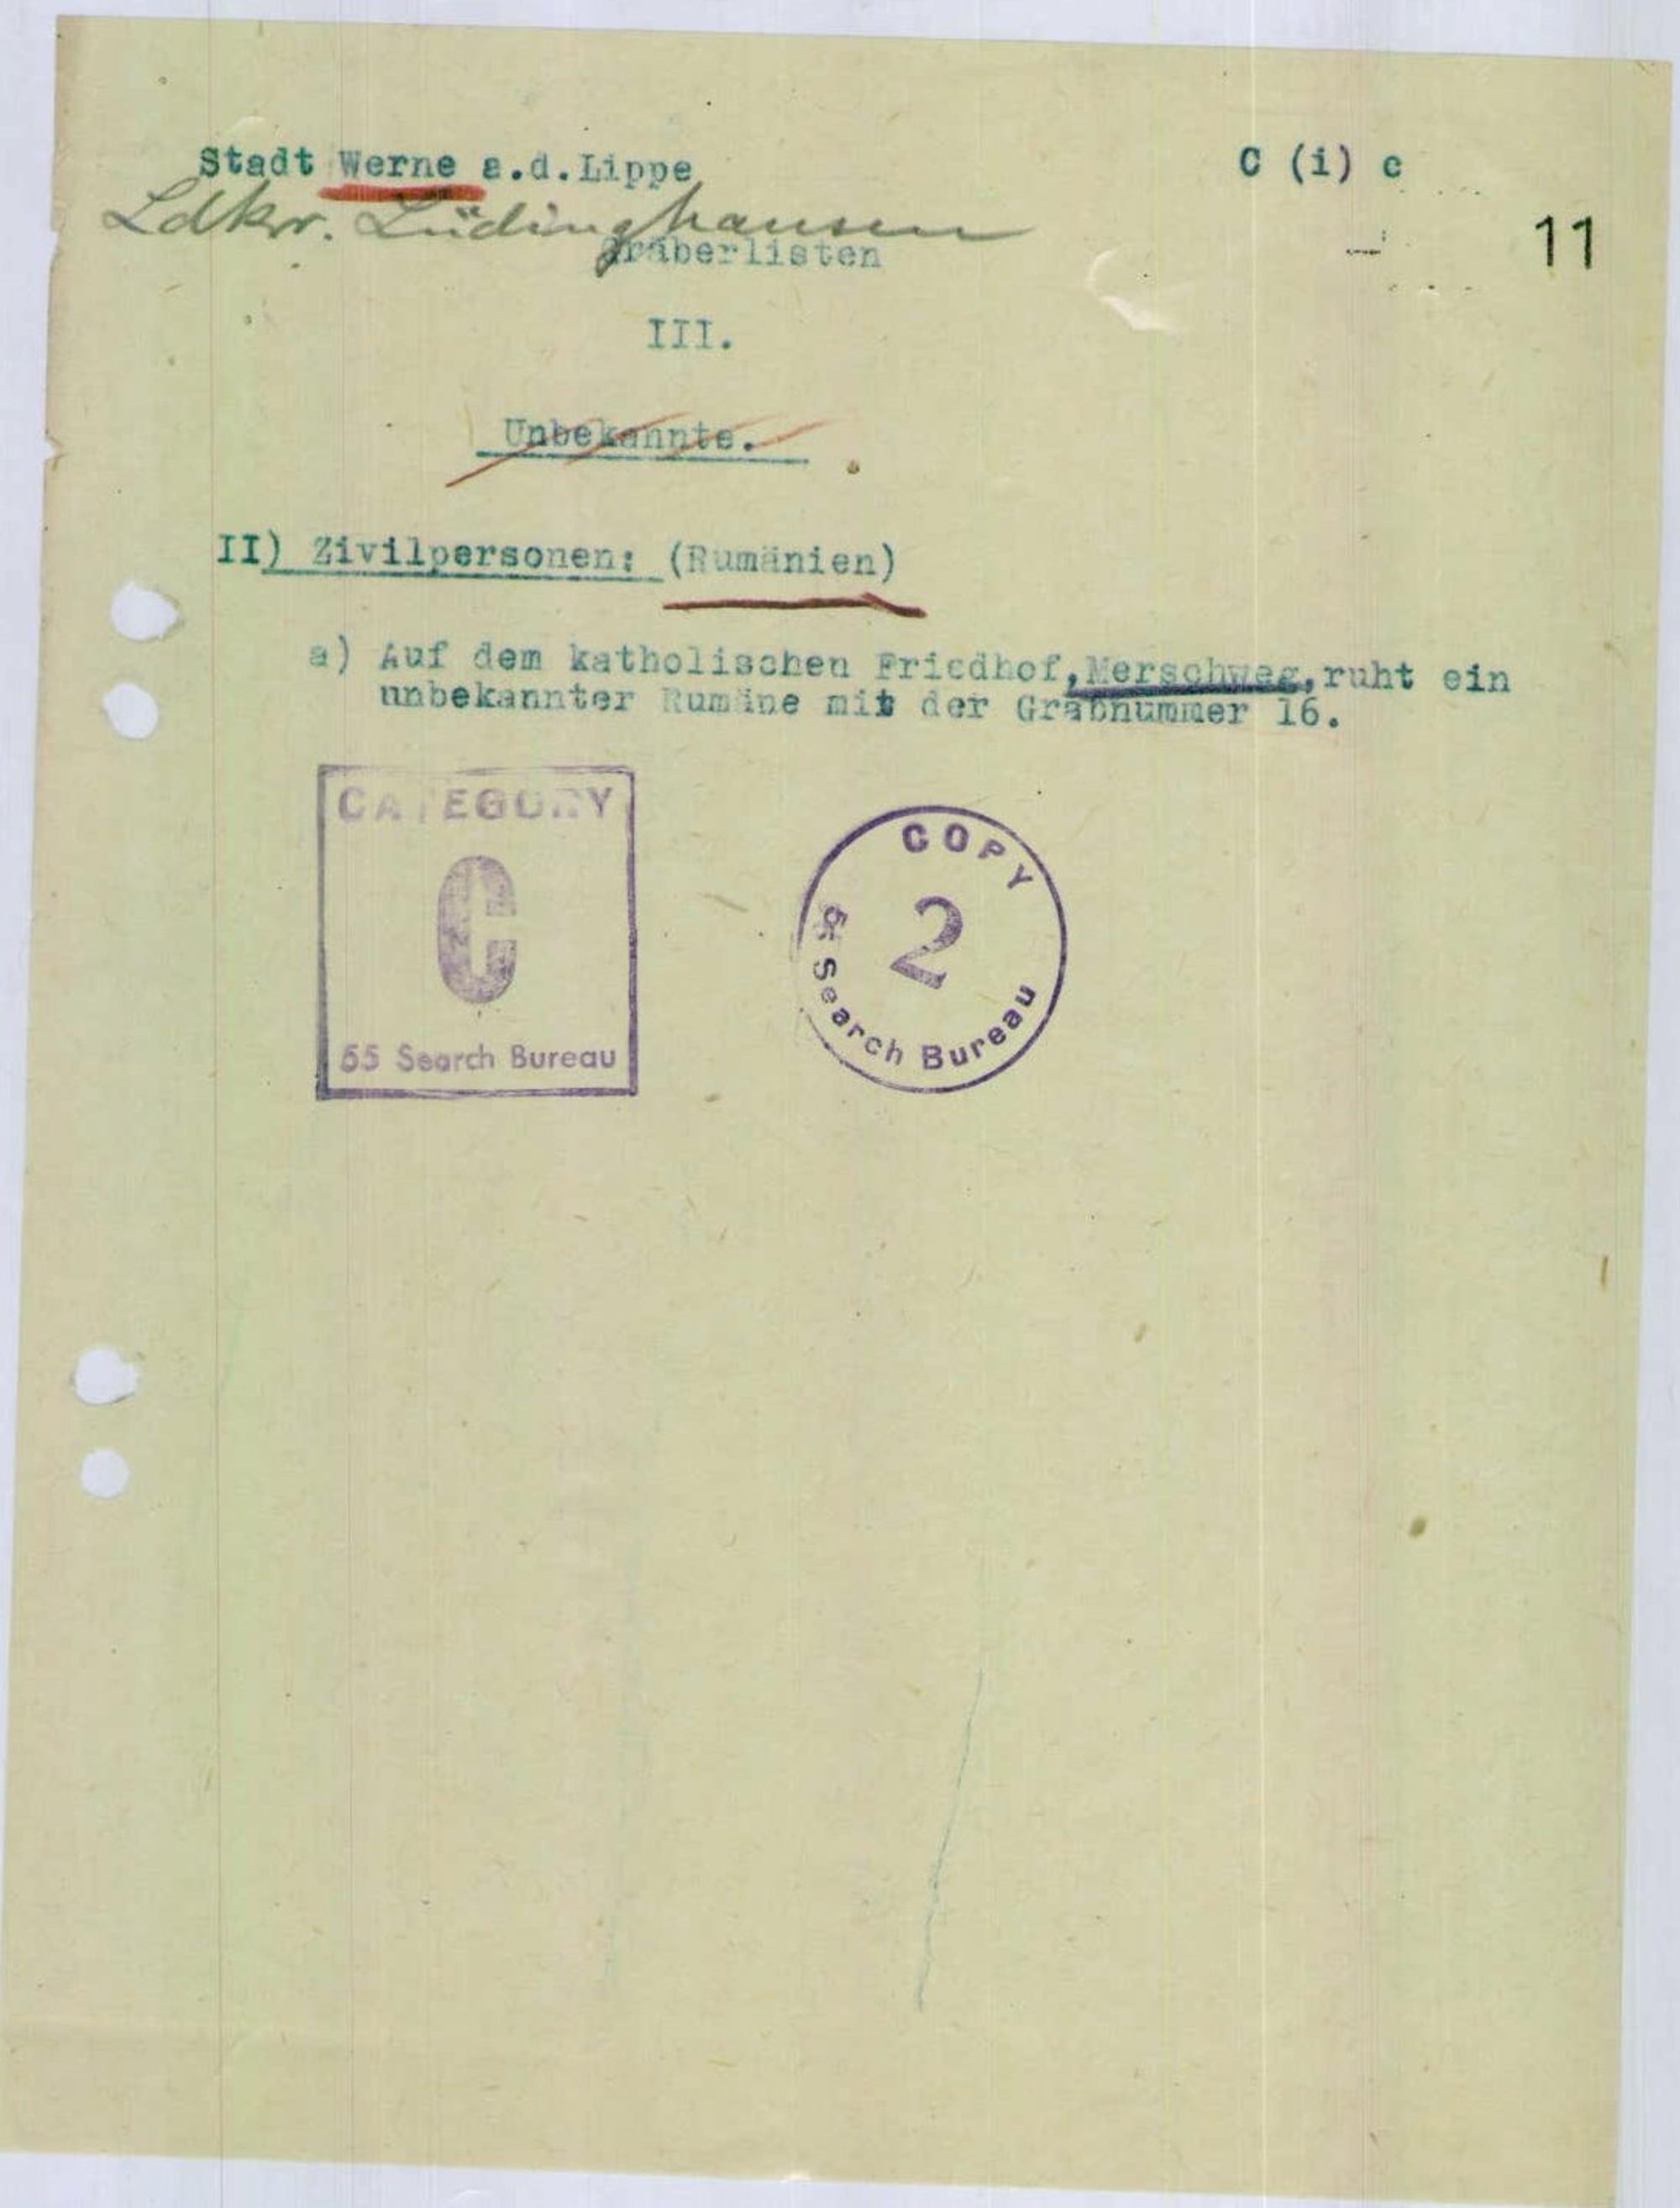 Stadt Werne a.d.Lippe
C (i) c
Ldkr. Lüdinghausen
11
Gräberlisten
III.
Unbekannte.
II) Zivilpersonen: (Rumänien)
a) Auf dem katholischen Friedhof,Merschweg,ruht ein
unbekannter Rumäne mit der Grabnummer 16.
CATEGORY
C
55 Search Bureau
COPY
2
55 Search Bureau